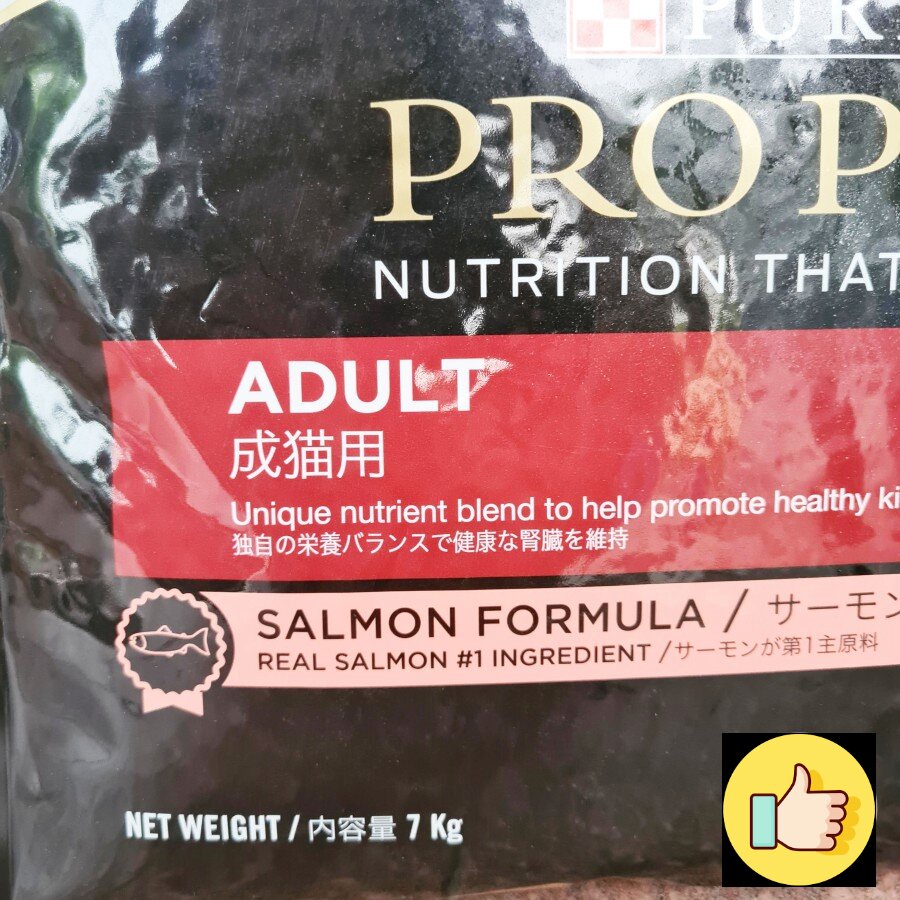 PUR
PRO P
NUTRITION THAT
ADULT
成猫用
Unique nutrient blend to help promote healthy ki
独自の栄養バランスで健康な腎臓を維持
SALMON FORMULA / サーモン
REAL SALMON #1 INGREDIENT /サーモンが第1主原料
NET WEIGHT / 内容量 7 Kg